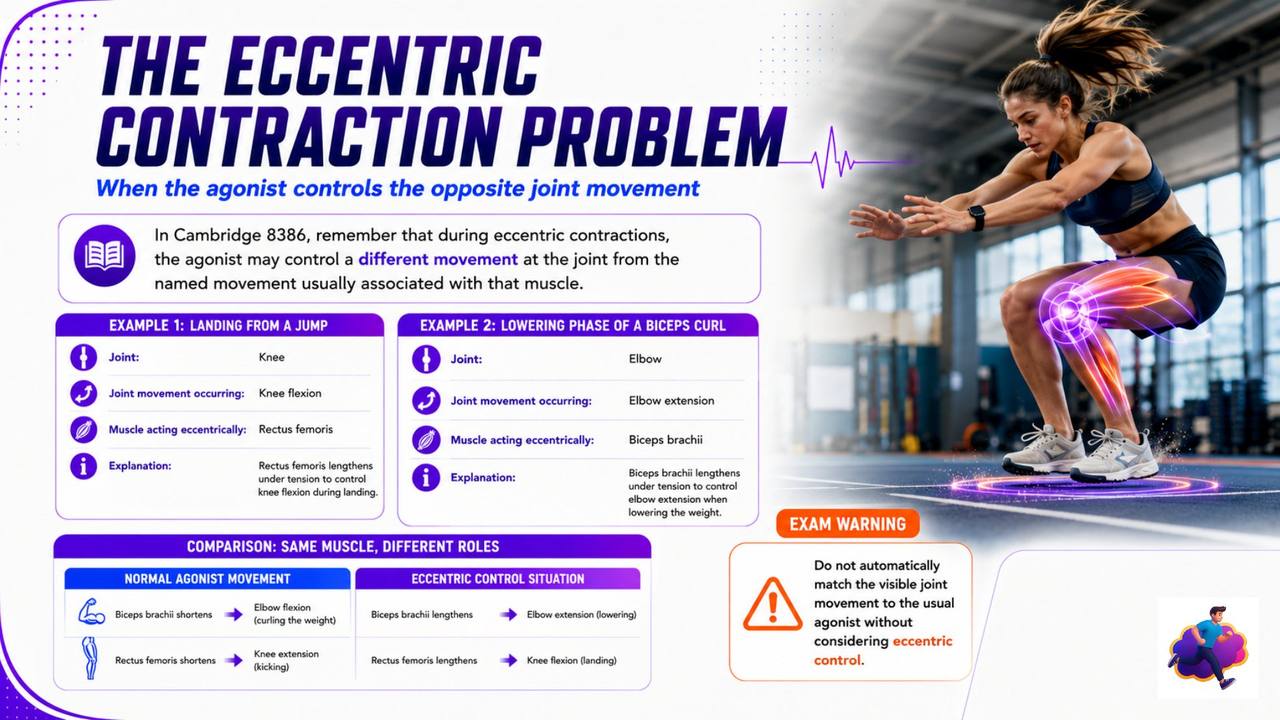 THE ECCENTRIC
CONTRACTION PROBLEM
When the agonist controls the opposite joint movement
In Cambridge 8386, remember that during eccentric contractions,
the agonist may control a different movement at the joint from the
named movement usually associated with that muscle.
EXAMPLE 1: LANDING FROM A JUMP
Joint: Knee
Joint movement occurring: Knee flexion
Muscle acting eccentrically: Rectus femoris
Explanation: Rectus femoris lengthens
under tension to control
knee flexion during landing.
EXAMPLE 2: LOWERING PHASE OF A BICEPS CURL
Joint: Elbow
Joint movement occurring: Elbow extension
Muscle acting eccentrically: Biceps brachii
Explanation: Biceps brachii lengthens
under tension to control
elbow extension when
lowering the weight.
COMPARISON: SAME MUSCLE, DIFFERENT ROLES
NORMAL AGONIST MOVEMENT
ECCENTRIC CONTROL SITUATION
Biceps brachii shortens
Elbow flexion
(curling the weight)
Biceps brachii lengthens
Elbow extension (lowering)
Rectus femoris shortens
Knee extension
(kicking)
Rectus femoris lengthens
Knee flexion (landing)
EXAM WARNING
Do not automatically
match the visible joint
movement to the usual
agonist without
considering eccentric
control.